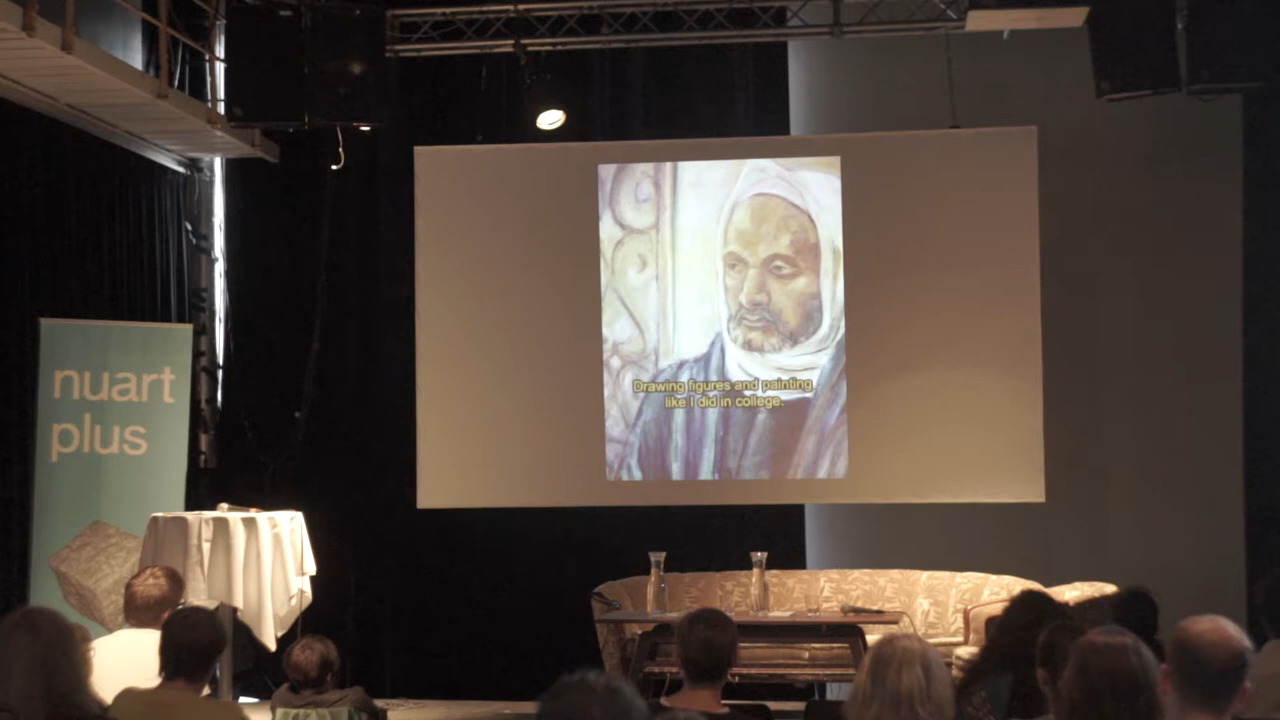 nuart
plus
Drawing figures and painting
like I did in college.